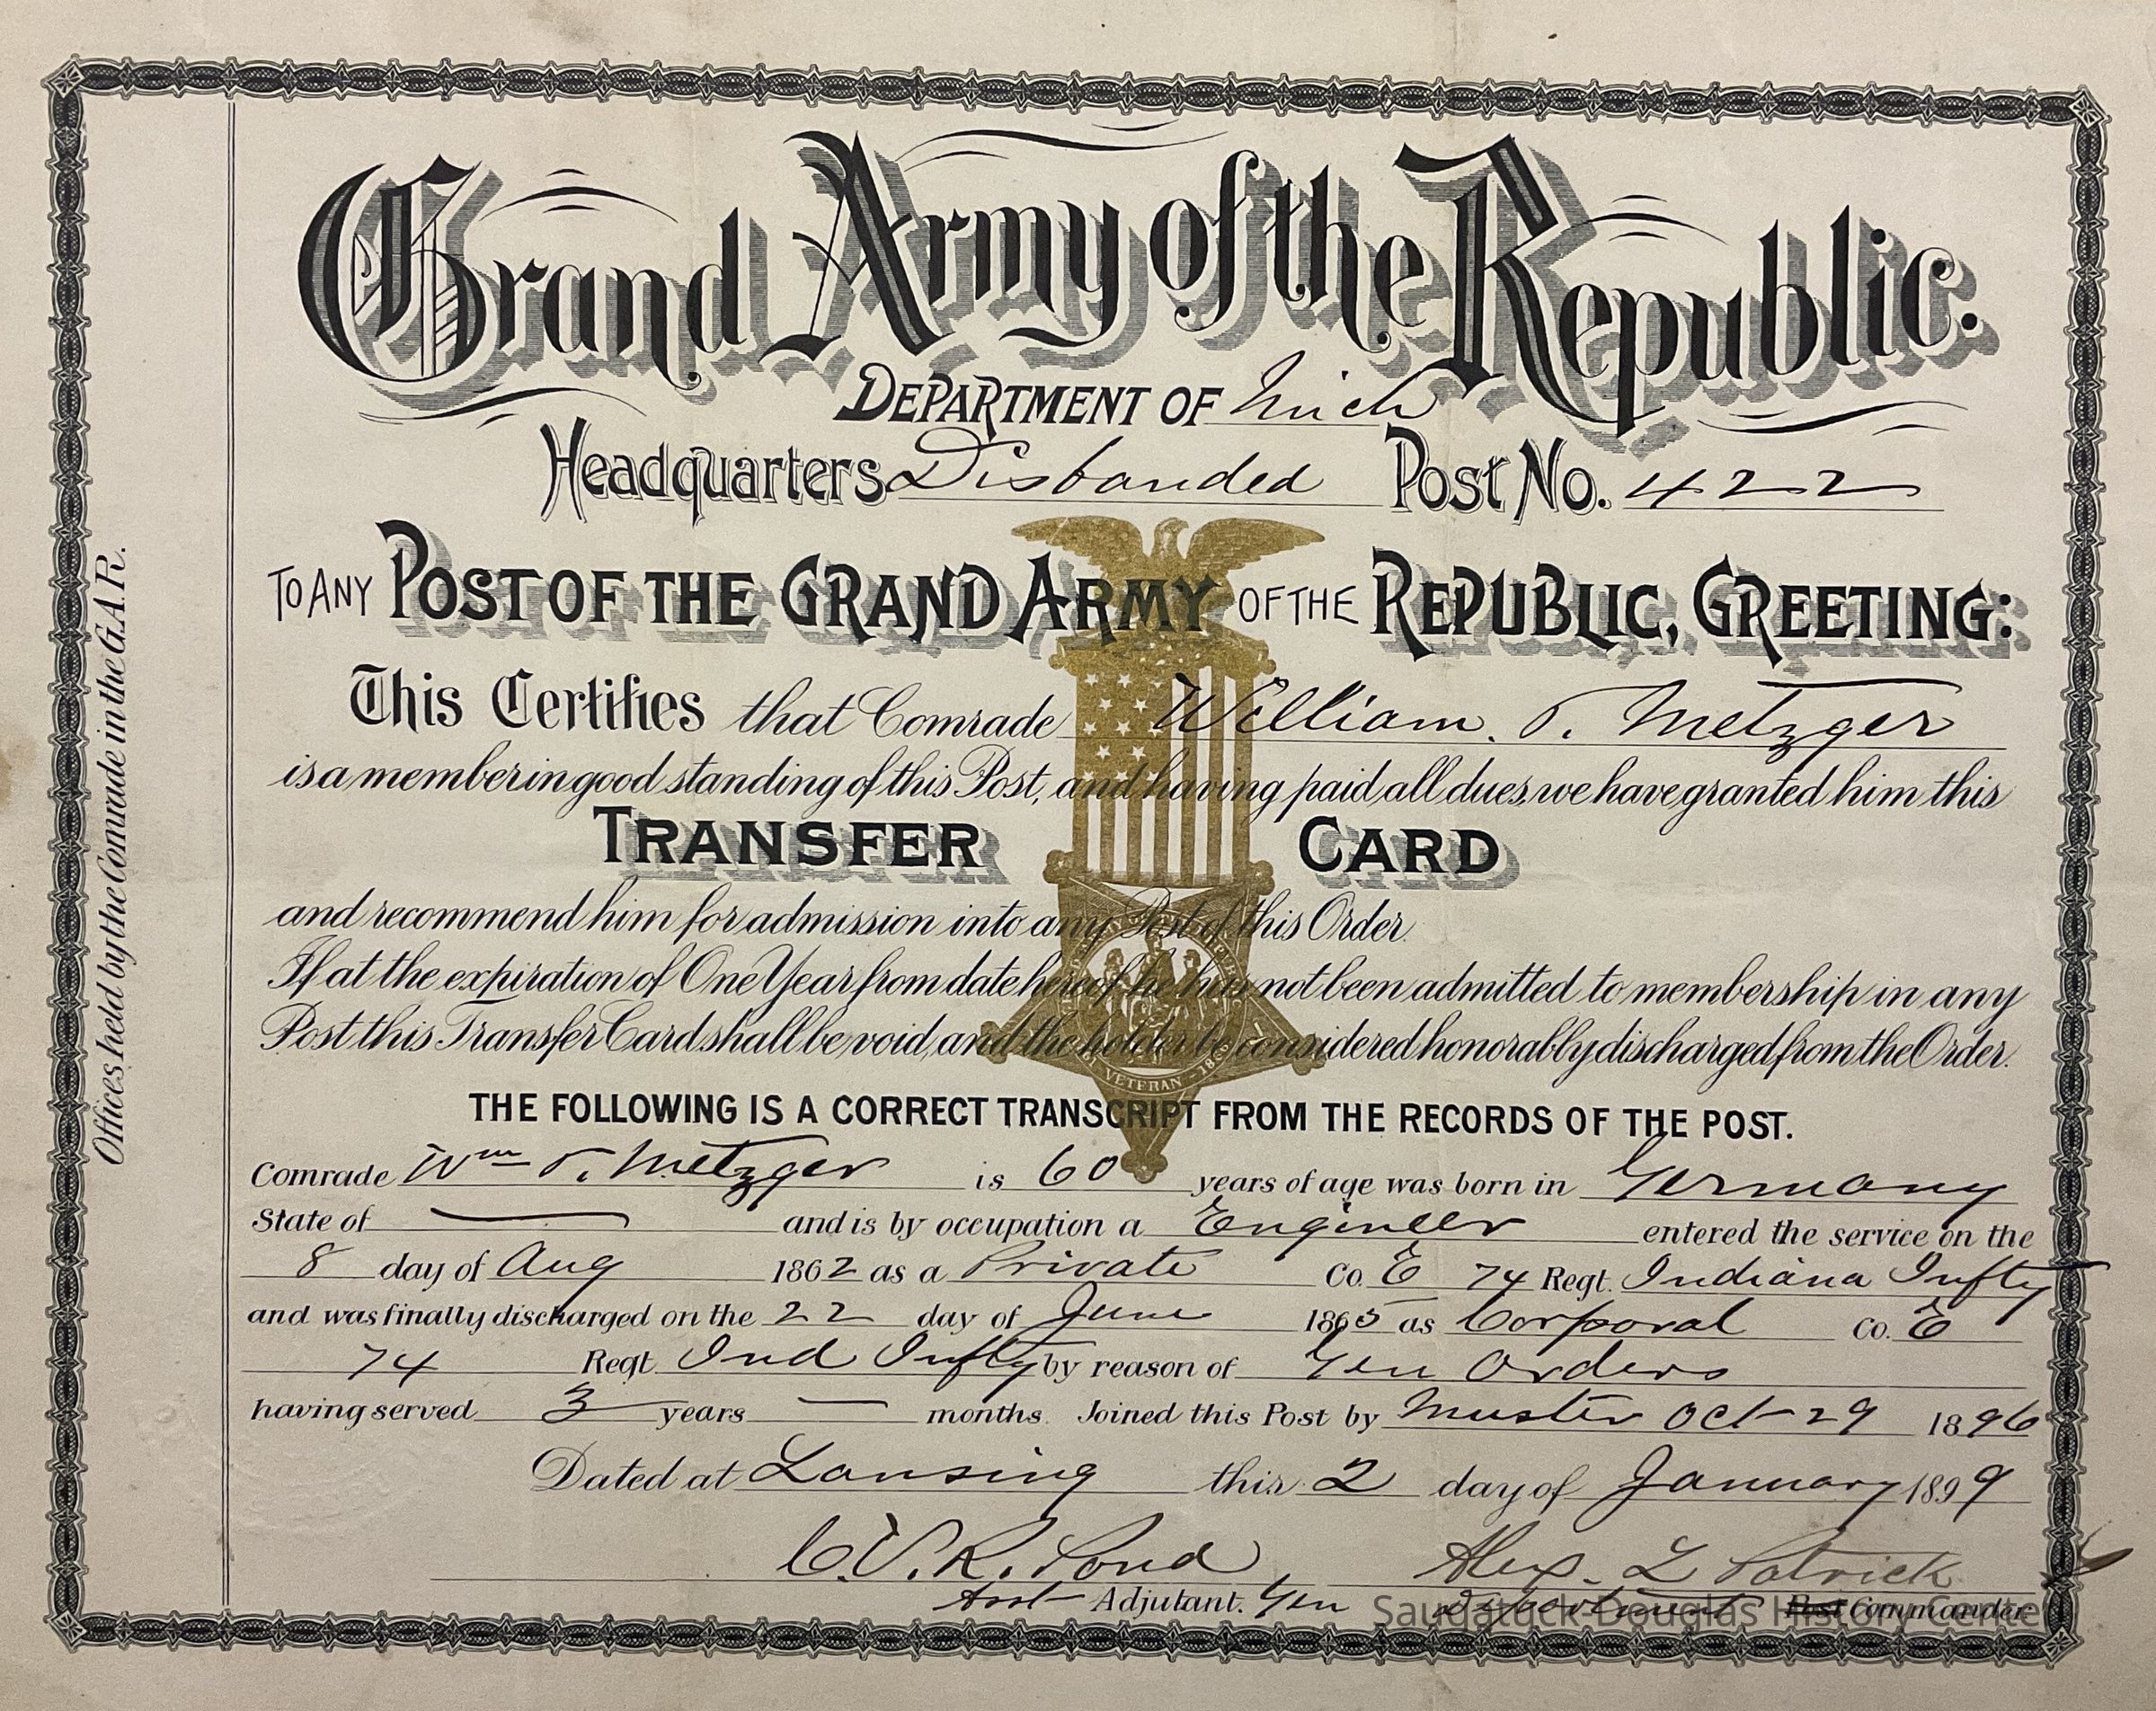 Grand Army of the Republic.
DEPARTMENT OF Mich
Headquarters Disbanded Post No. 422
TO ANY POST OF THE GRAND ARMY OF THE REPUBLIC, GREETING:
This Certifies that Comrade William. T. Metzger
is a member in good standing of this Post, and having paid all dues, we have granted him this
TRANSFER CARD
and recommend him for admission into any Post of this Order.
If at the expiration of One Year from date hereof he has not been admitted to membership in any
Post this Transfer Card shall be void, and the holder be considered honorably discharged from the Order.
VETERAN
THE FOLLOWING IS A CORRECT TRANSCRIPT FROM THE RECORDS OF THE POST.
Comrade Wm T. Metzger is 60 years of age was born in Germany
State of — and is by occupation a Engineer entered the service on the
8 day of Aug 1862 as a Private Co. E 74 Regt. Indiana Infty
and was finally discharged on the 22 day of June 1865 as Corporal Co. E
74 Regt. Ind Infty by reason of Gen Orders
having served 3 years — months. Joined this Post by Muster Oct 29 1896
Dated at Lansing this 2 day of January 1899
C.V.R. Pond Alex. L Patrick
Asst Adjutant. Gen Department Post Commander.
Offices held by the Comrade in the G.A.R.
Saugatuck-Douglas History Center